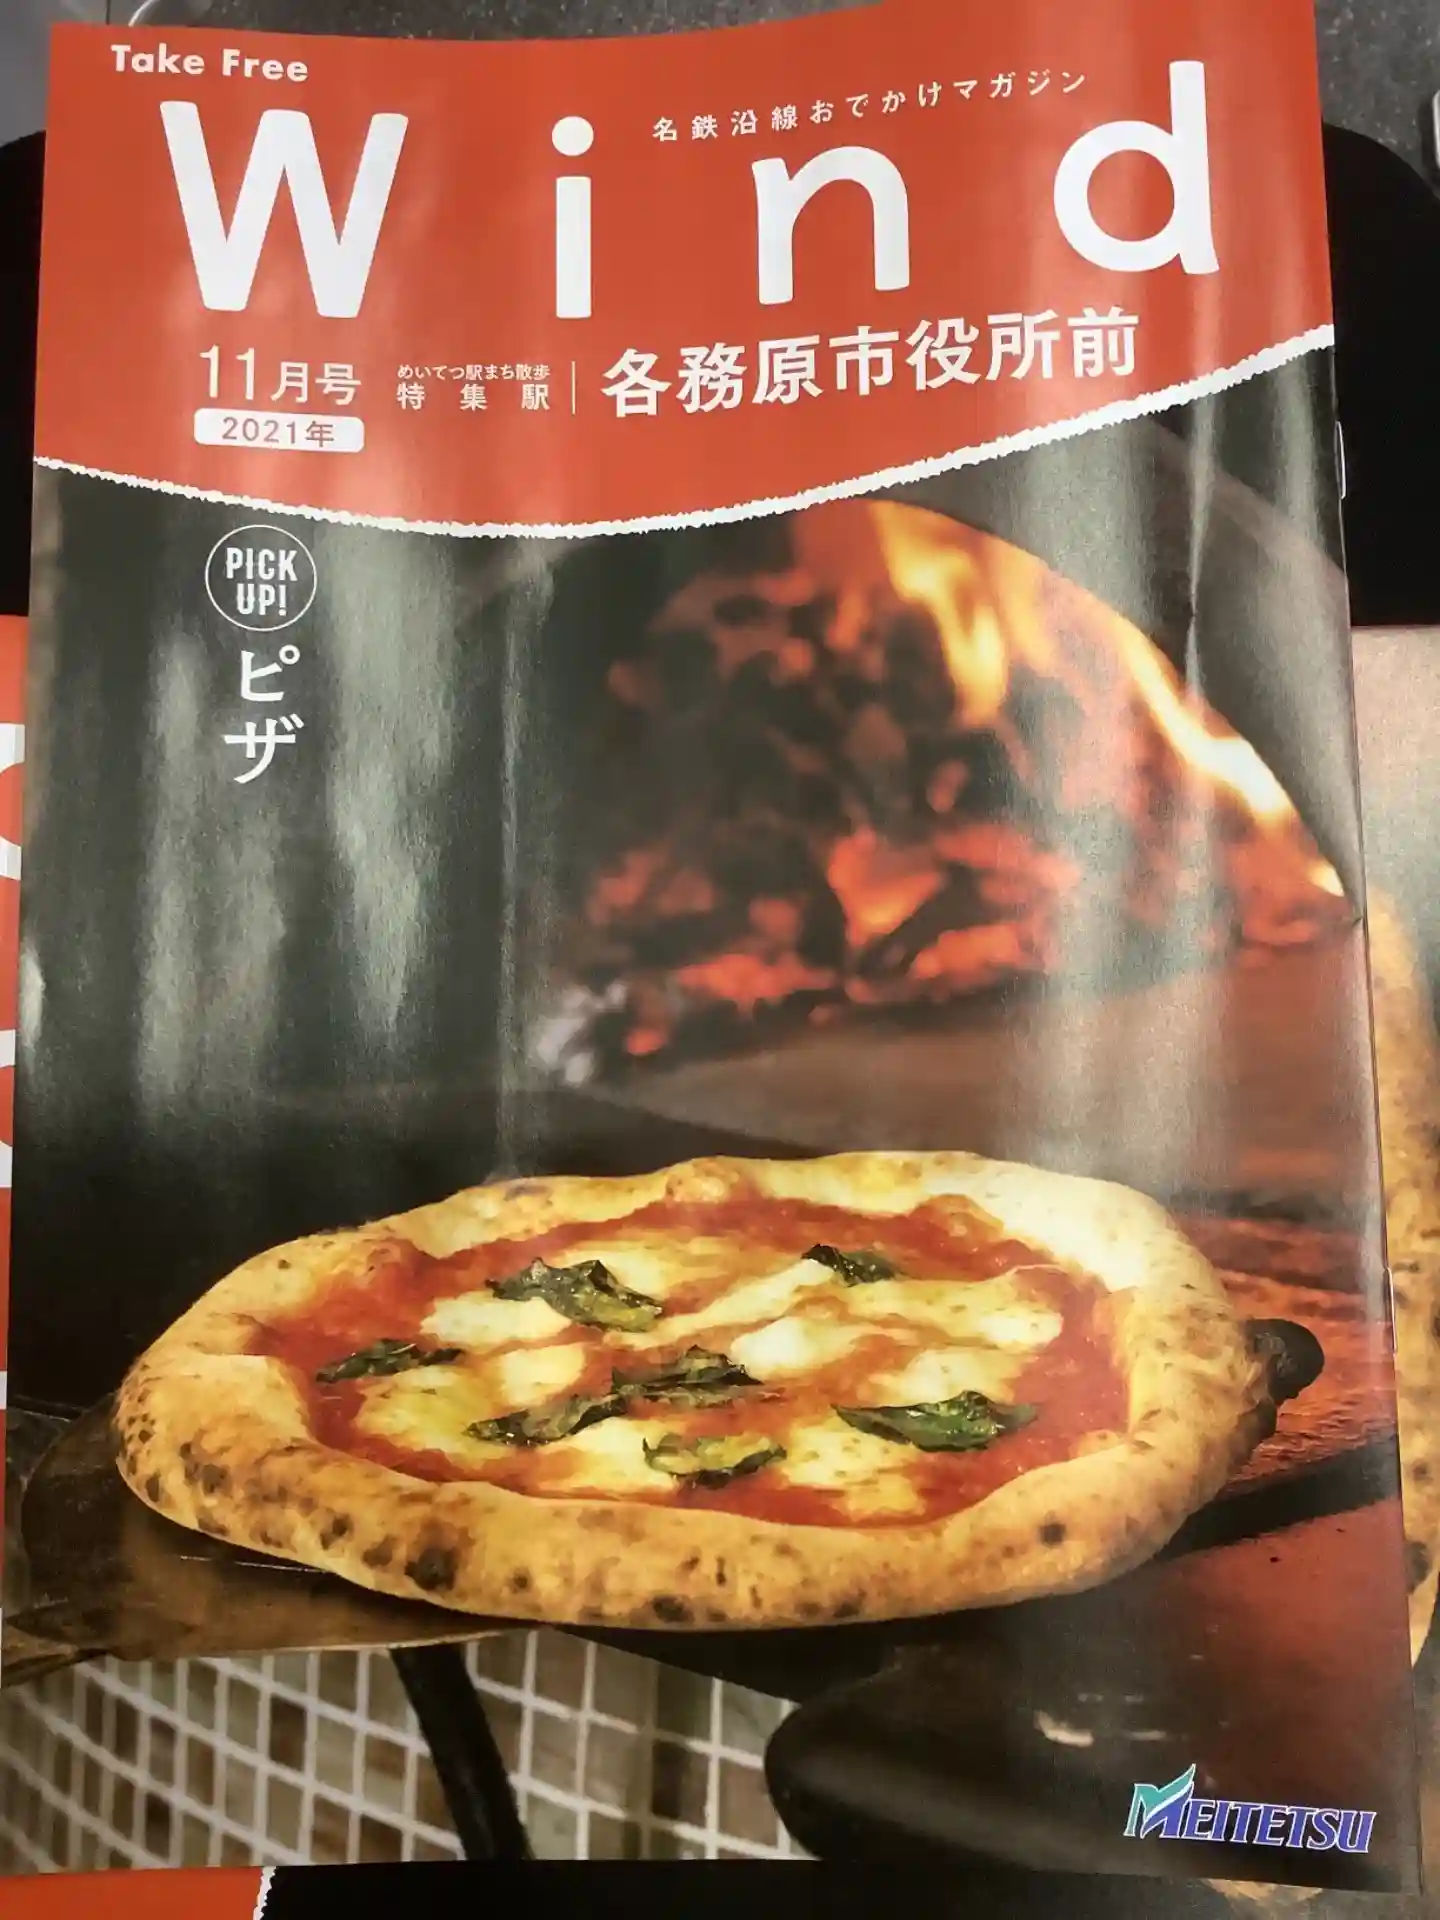 Take Free
名鉄沿線おでかけマガジン
Wind
11月号
2021年
めいてつ駅まち散歩
特集駅
各務原市役所前
PICK
UP!
ピザ
MEITETSU